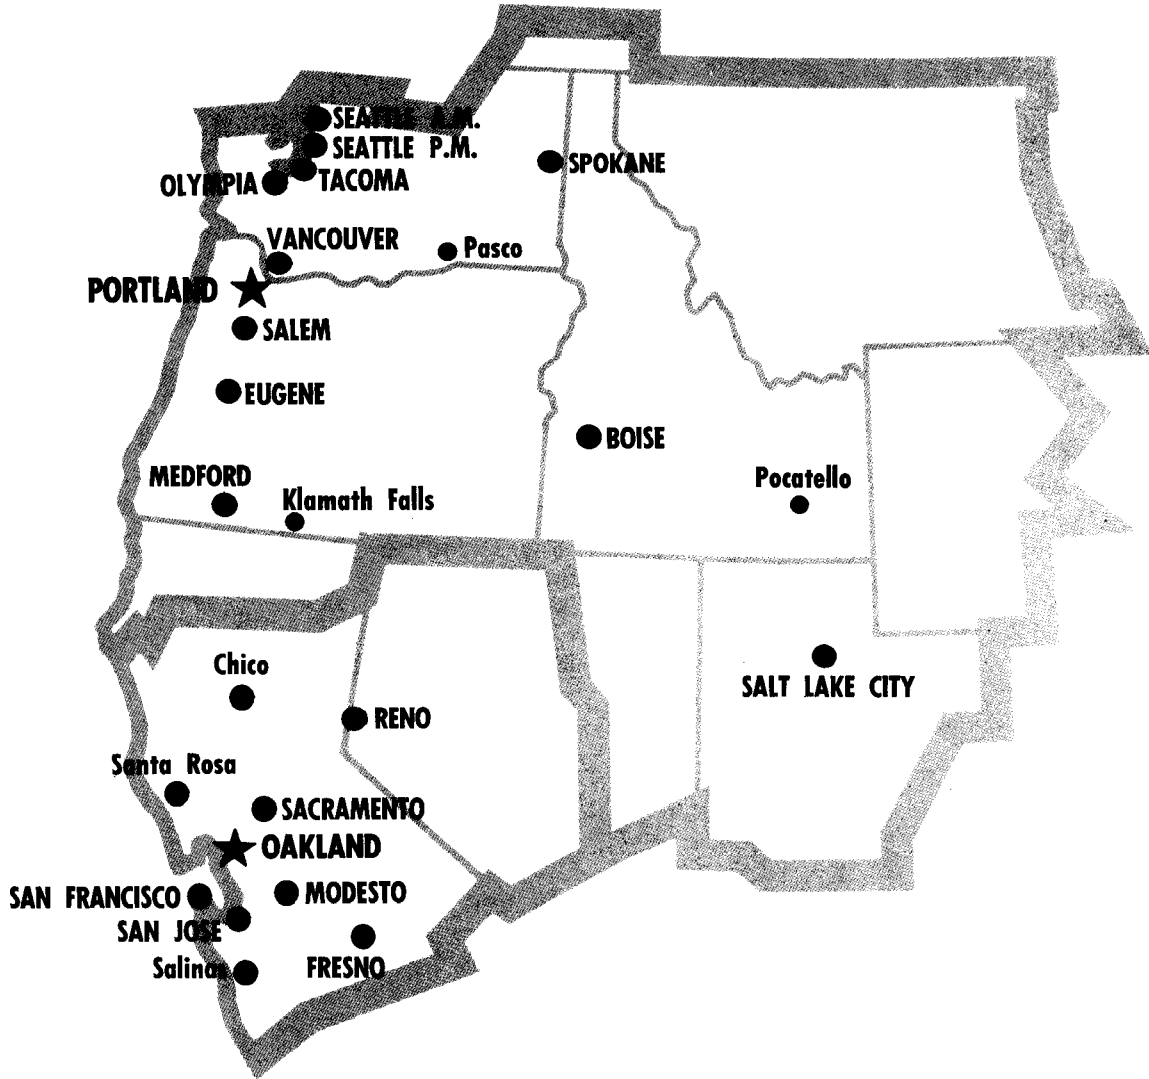 SEATTLE A.M.
SEATTLE P.M.
SPOKANE
TACOMA
OLYMPIA
VANCOUVER
Pasco
PORTLAND
SALEM
EUGENE
BOISE
MEDFORD
Klamath Falls
Pocatello
Chico
SALT LAKE CITY
RENO
Santa Rosa
SACRAMENTO
OAKLAND
SAN FRANCISCO
MODESTO
SAN JOSE
Salinas
FRESNO